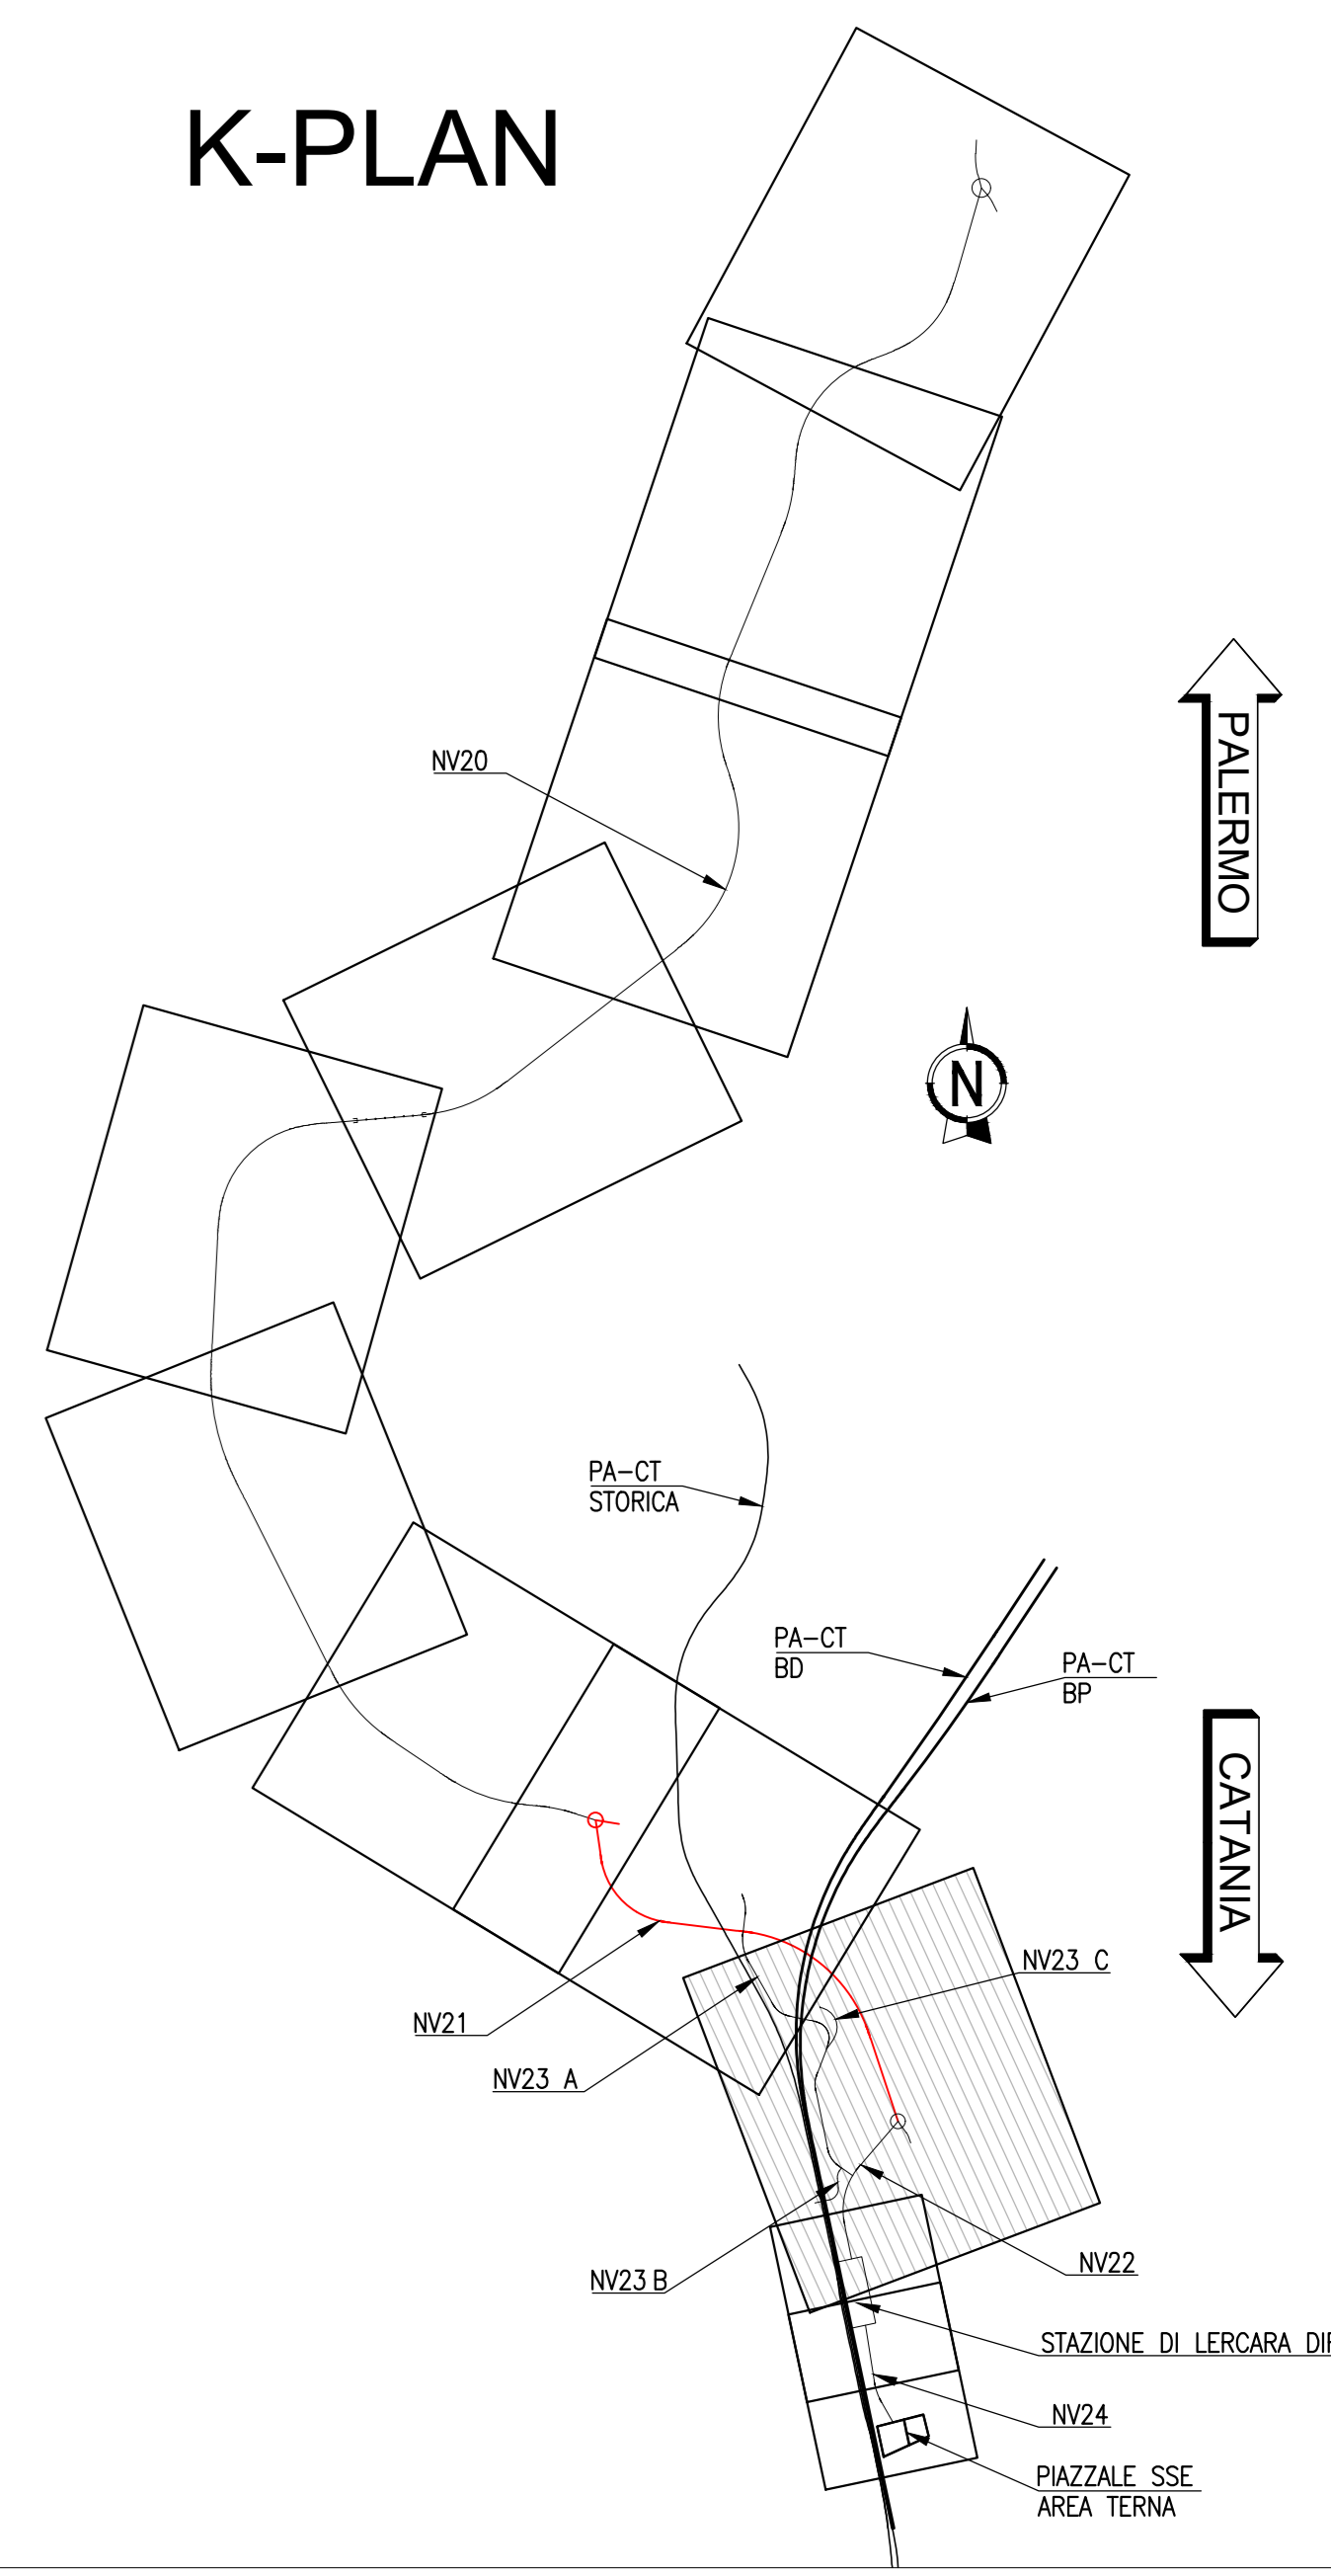 K-PLAN
PALERMO
NV20
N
PA-CT
STORICA
PA-CT
BD
PA-CT
BP
CATANIA
NV23 C
NV21
NV23 A
NV22
NV23 B
STAZIONE DI LERCARA
NV24
PIAZZALE SSE
AREA TERNA